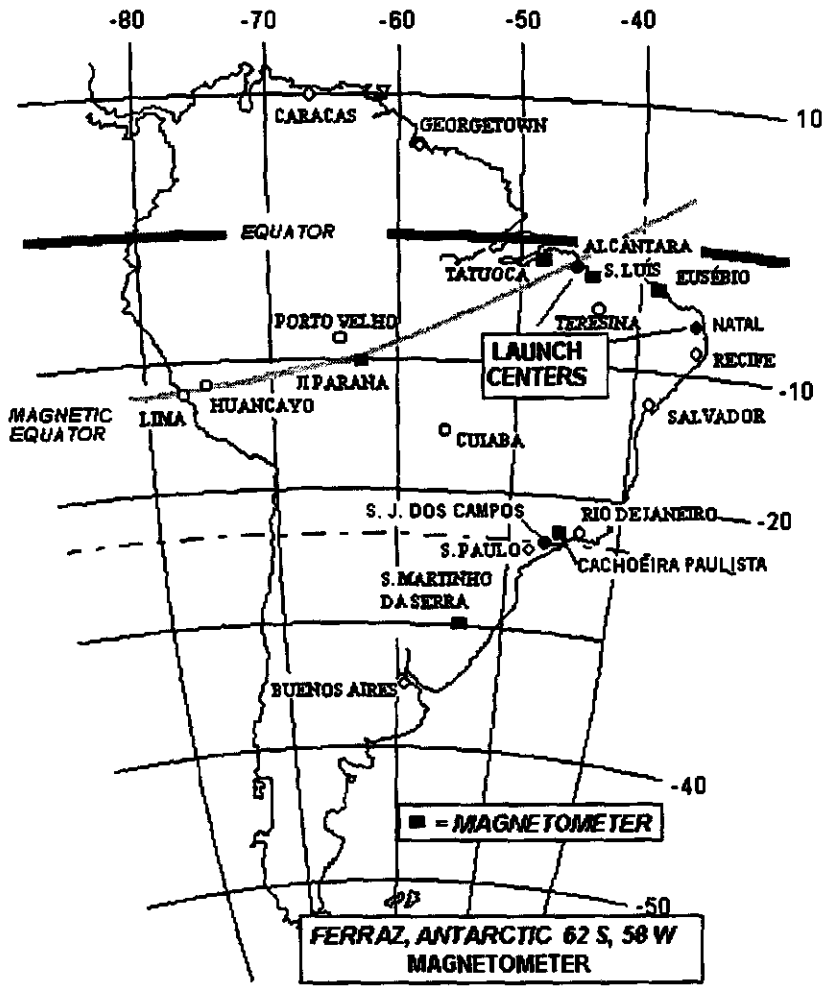 -80 -70 -60 -50 -40
CARACAS
10
GEORGETOWN
EQUATOR
ALCÂNTARA
TATUOCA
S. LUÍS
EUSÉBIO
PORTO VELHO
TERESINA
NATAL
LAUNCH
CENTERS
RECIFE
JI PARANA
-10
HUANCAYO
LIMA
MAGNETIC
EQUATOR
SALVADOR
CUIABA
S. J. DOS CAMPOS
RIO DE JANEIRO
-20
S. PAULO
CACHOEIRA PAULISTA
S. MARTINHO
DA SERRA
BUENOS AIRES
-40
= MAGNETOMETER
-50
FERRAZ, ANTARCTIC 62 S, 58 W
MAGNETOMETER